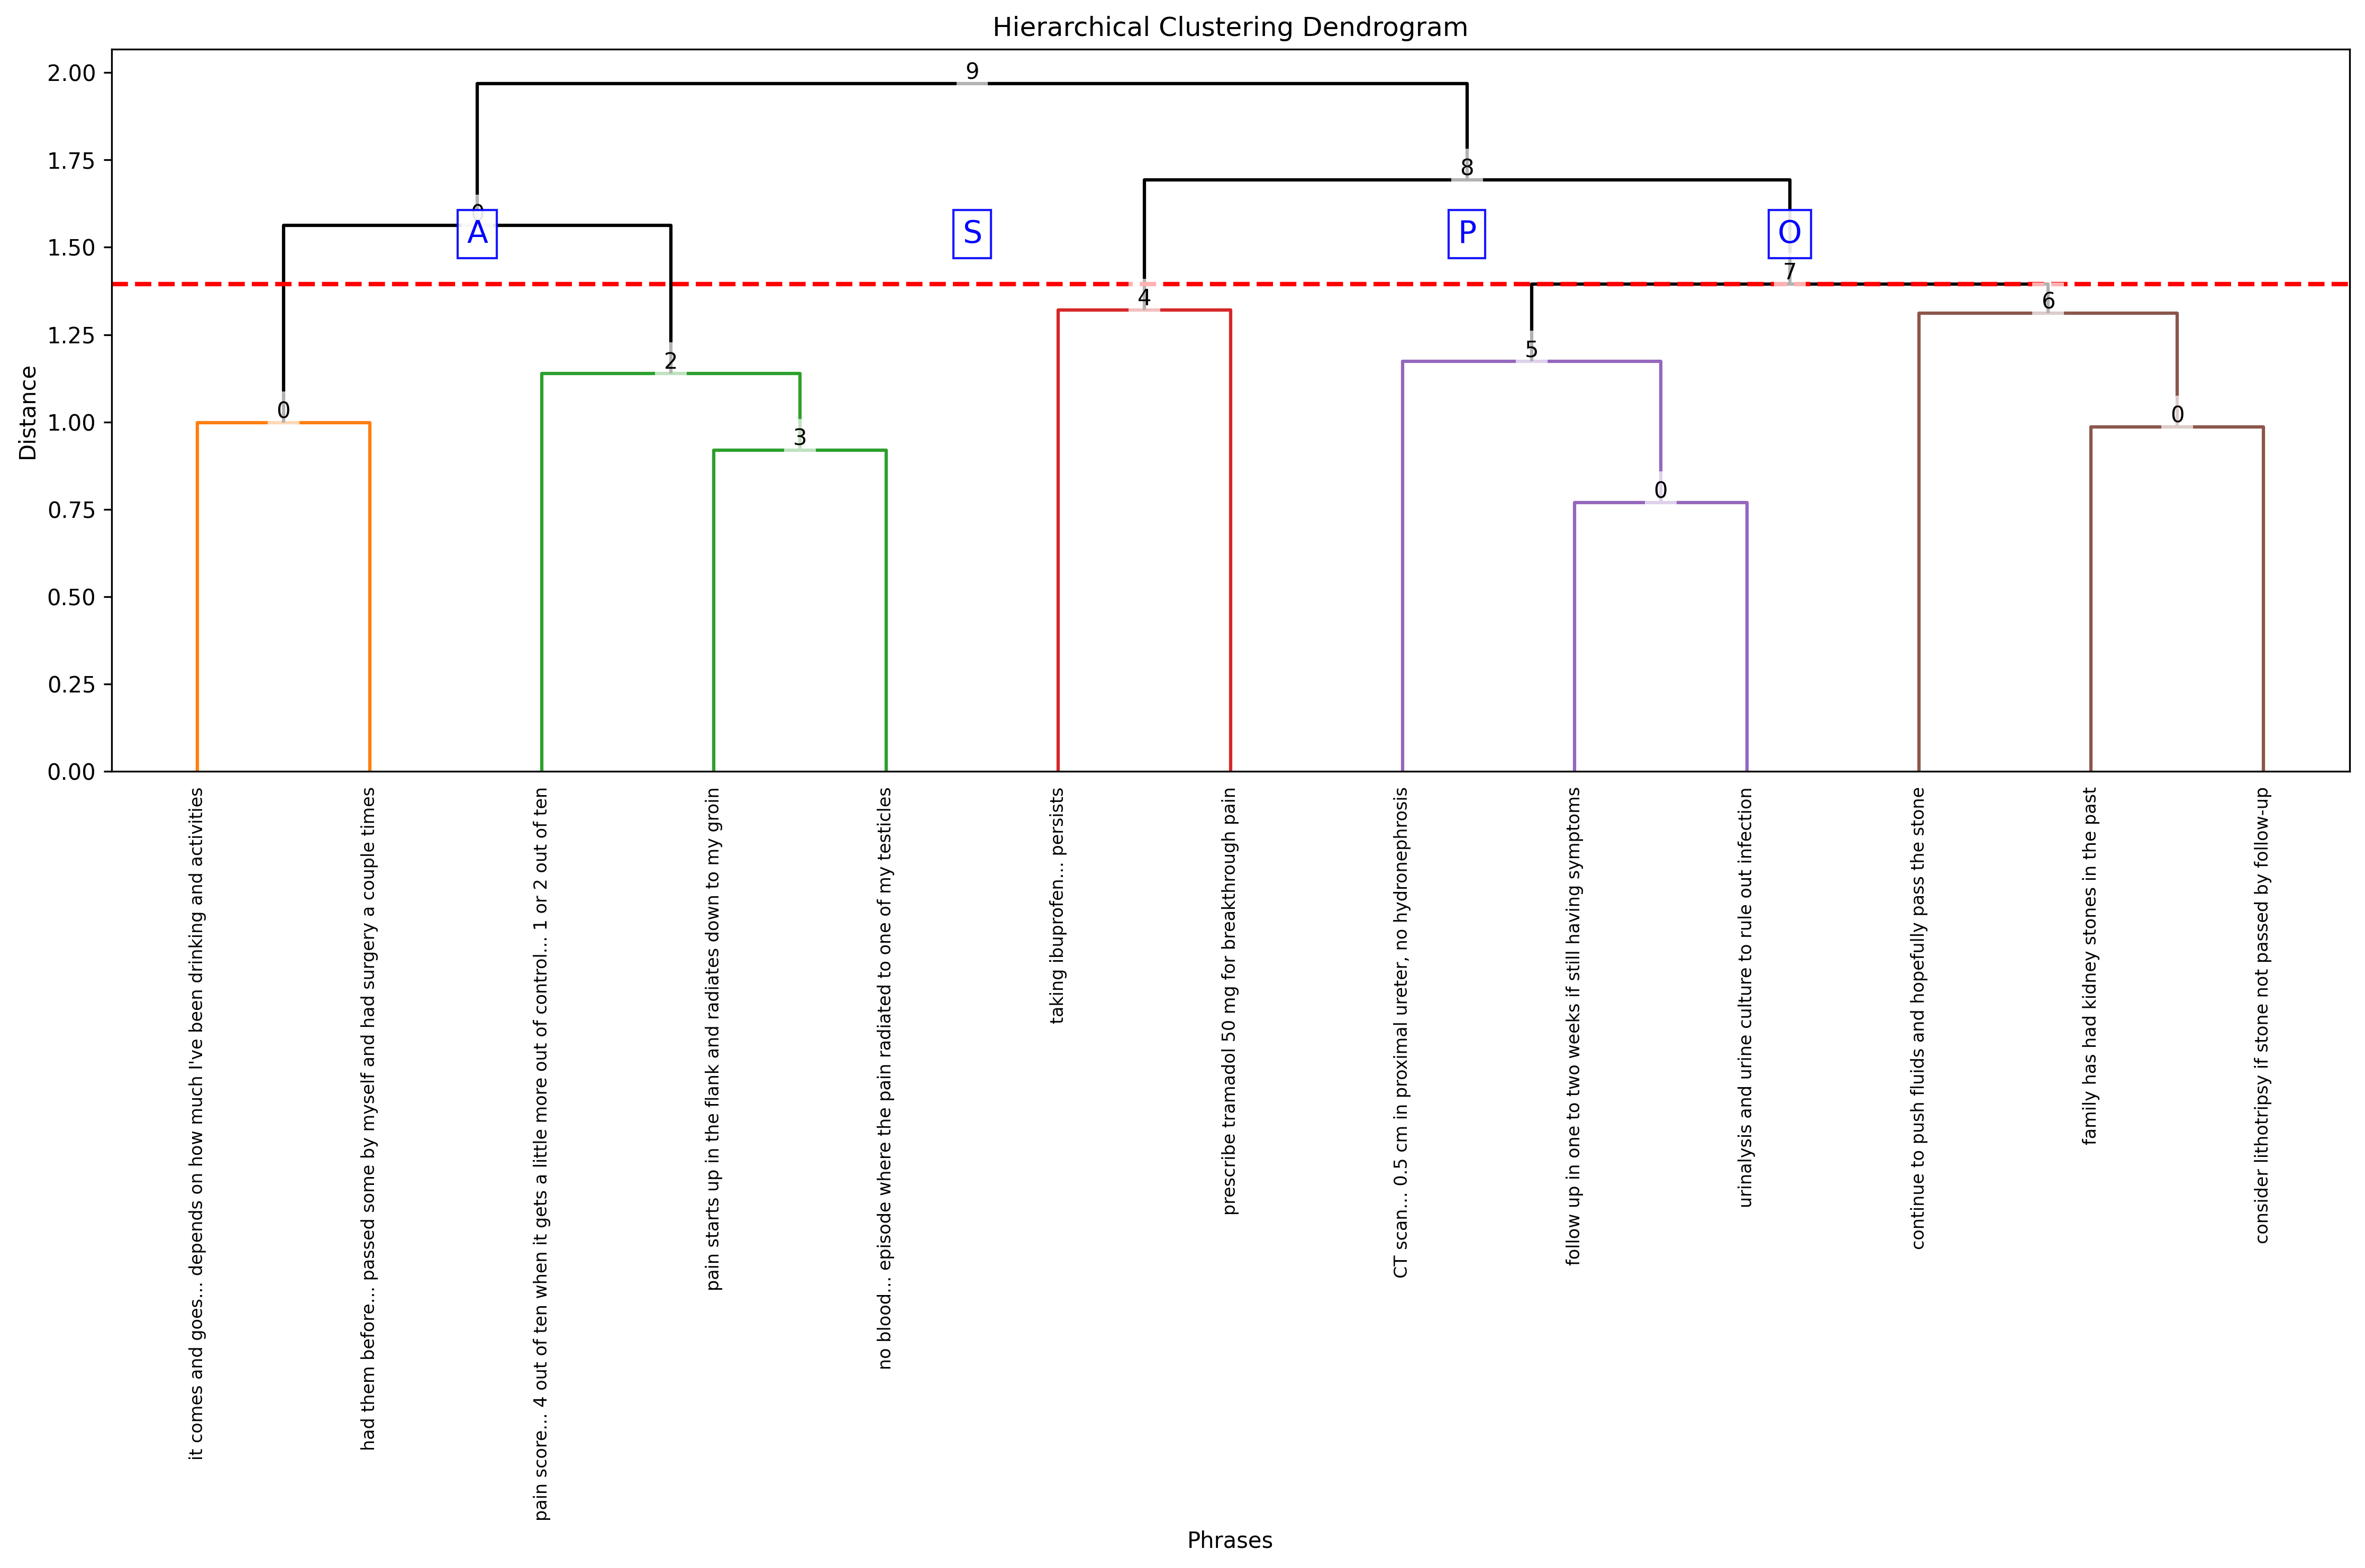 Hierarchical Clustering Dendrogram
2.00
1.75
1.50
1.25
1.00
0.75
0.50
0.25
0.00
Distance
9
8
A
S
P
O
7
4
6
5
2
0
0
3
0
it comes and goes... depends on how much I've been drinking and activities
had them before... passed some by myself and had surgery a couple times
pain score... 4 out of ten when it gets a little more out of control... 1 or 2 out of ten
pain starts up in the flank and radiates down to my groin
no blood... episode where the pain radiated to one of my testicles
taking ibuprofen... persists
prescribe tramadol 50 mg for breakthrough pain
CT scan... 0.5 cm in proximal ureter, no hydronephrosis
follow up in one to two weeks if still having symptoms
urinalysis and urine culture to rule out infection
continue to push fluids and hopefully pass the stone
family has had kidney stones in the past
consider lithotripsy if stone not passed by follow-up
Phrases